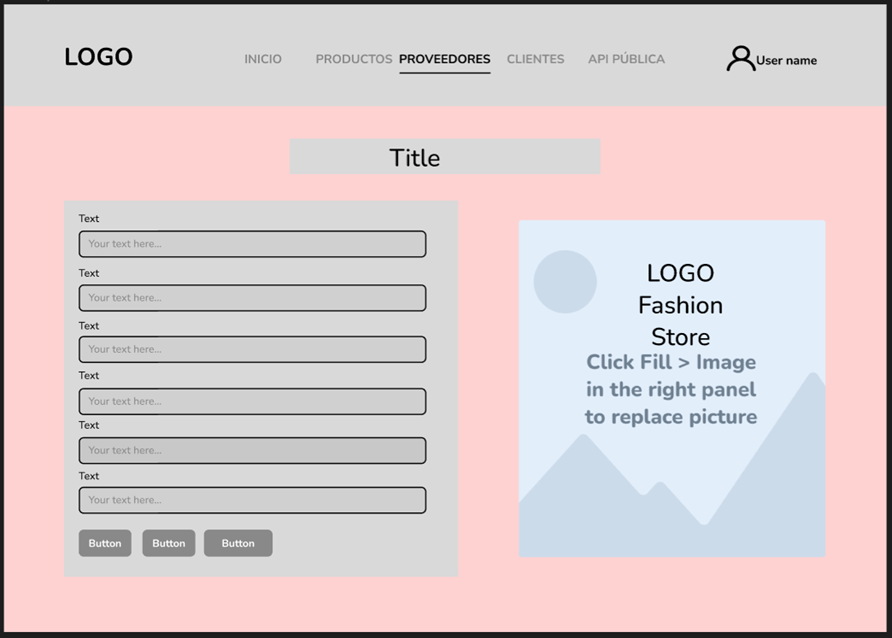 LOGO
INICIO PRODUCTOS PROVEEDORES CLIENTES API PÚBLICA
User name
Title
Text
Your text here...
Text
Your text here...
Text
Your text here...
Text
Your text here...
Text
Your text here...
Text
Your text here...
Button Button Button
LOGO
Fashion
Store
Click Fill > Image
in the right panel
to replace picture